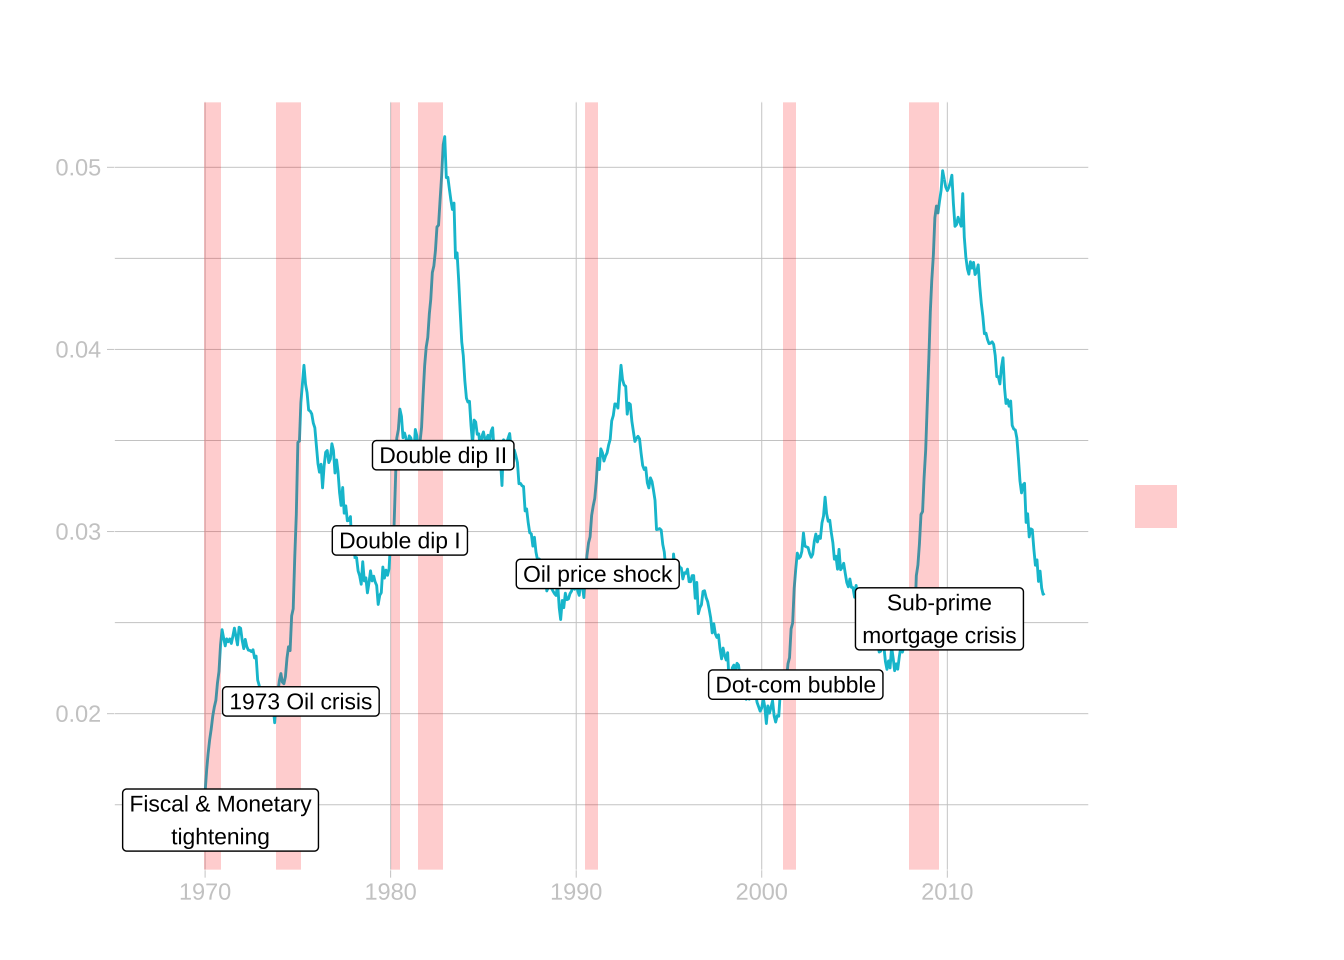 0.05
0.04
0.03
0.02
Double dip II
Double dip I
Oil price shock
Sub-prime
mortgage crisis
Dot-com bubble
1973 Oil crisis
Fiscal & Monetary
tightening
1970
1980
1990
2000
2010